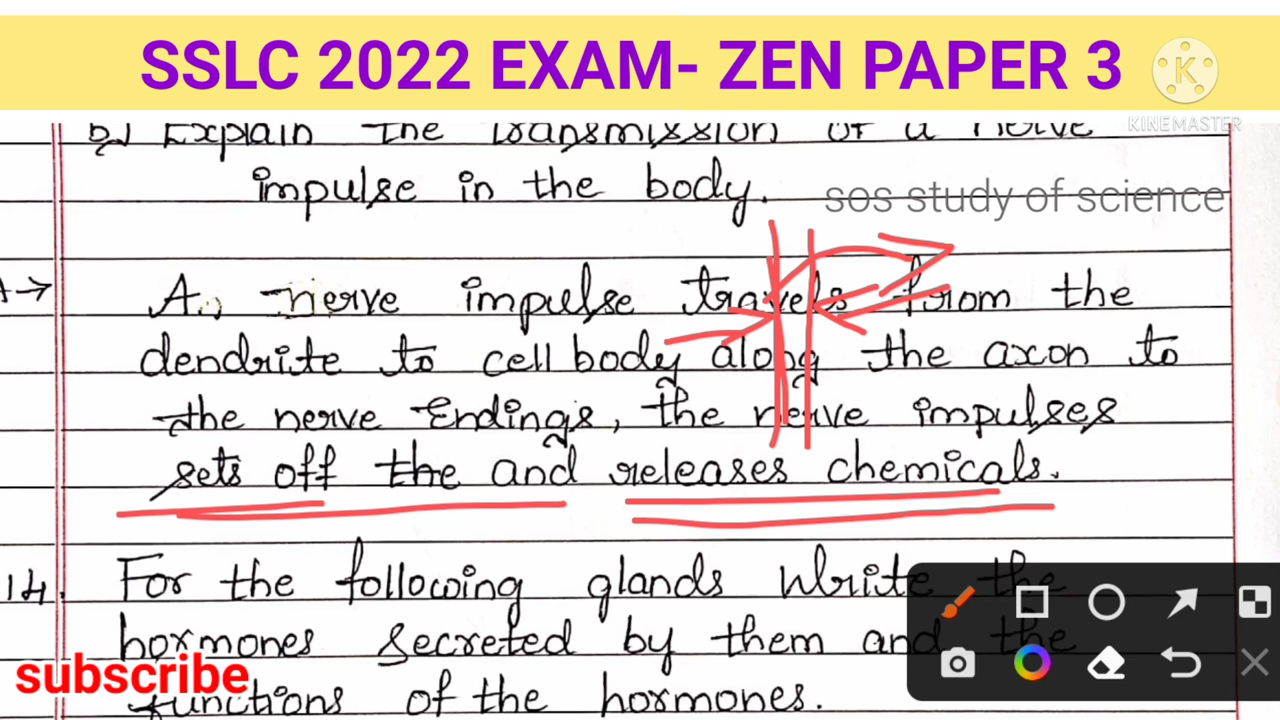 SSLC 2022 EXAM- ZEN PAPER 3
K
KINEMASTER
b) Explain the transmission of a nerve
impulse in the body.
sos study of science
A→ A nerve impulse travels from the
dendrite to cell body along the axon to
the nerve Endings, the nerve impulses
sets off the and releases chemicals.
14. For the following glands write the
hormones secreted by them and the
functions of the hormones.
subscribe